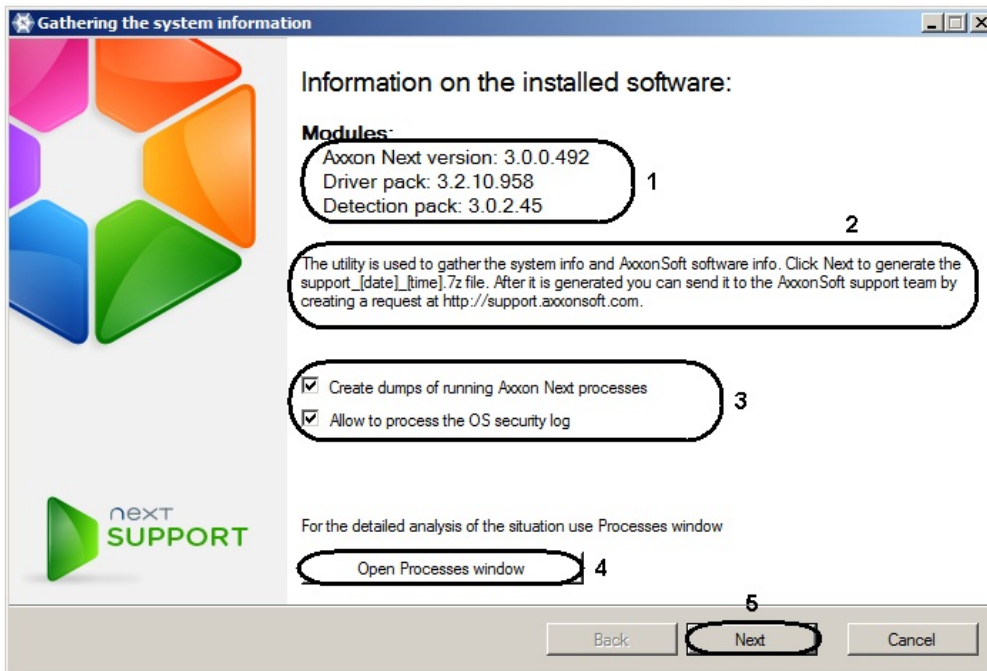 Gathering the system information
Information on the installed software:
Modules:
Axxon Next version: 3.0.0.492
Driver pack: 3.2.10.958
Detection pack: 3.0.2.45
1
2
The utility is used to gather the system info and AxxonSoft software info. Click Next to generate the
support_[date]_[time].7z file. After it is generated you can send it to the AxxonSoft support team by
creating a request at http://support.axxonsoft.com.
Create dumps of running Axxon Next processes
Allow to process the OS security log
3
next
SUPPORT
For the detailed analysis of the situation use Processes window
Open Processes window
4
5
Back
Next
Cancel